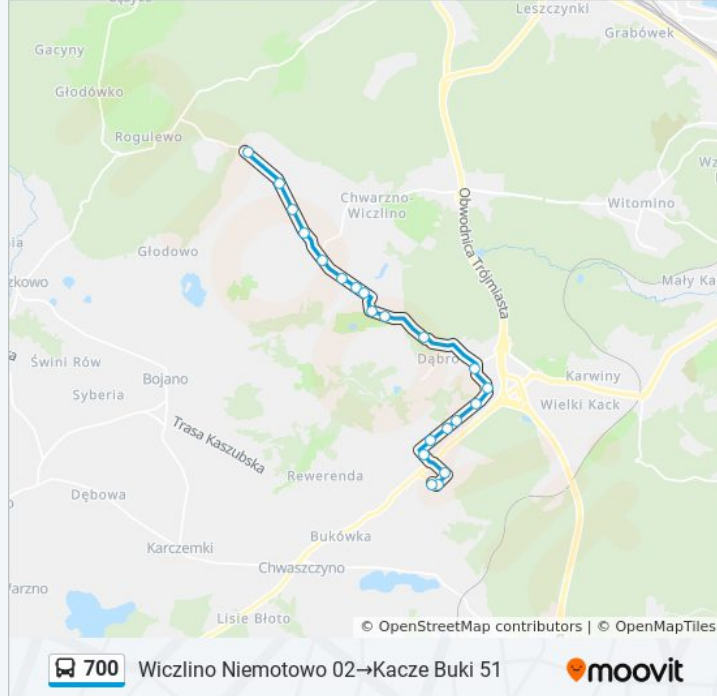 Leszczynki
Gacyny
Grabówek
Głodówko
Rogulewo
Chwarzno-
Wiczlino
Witomino
Obwodnica Trójmiasta
Głodowo
Mały Ka
zkowo
Świni Rów
Dąbro
Karwiny
Bojano
Syberia
Wielki Kack
Trasa Kaszubska
Rewerenda
Dębowa
Bukówka
Karczemki
Chwaszczyno
Warzno
Lisie Błoto
© OpenStreetMap contributors | © OpenMapTiles
700 Wiczlino Niemotowo 02→Kacze Buki 51 moovit